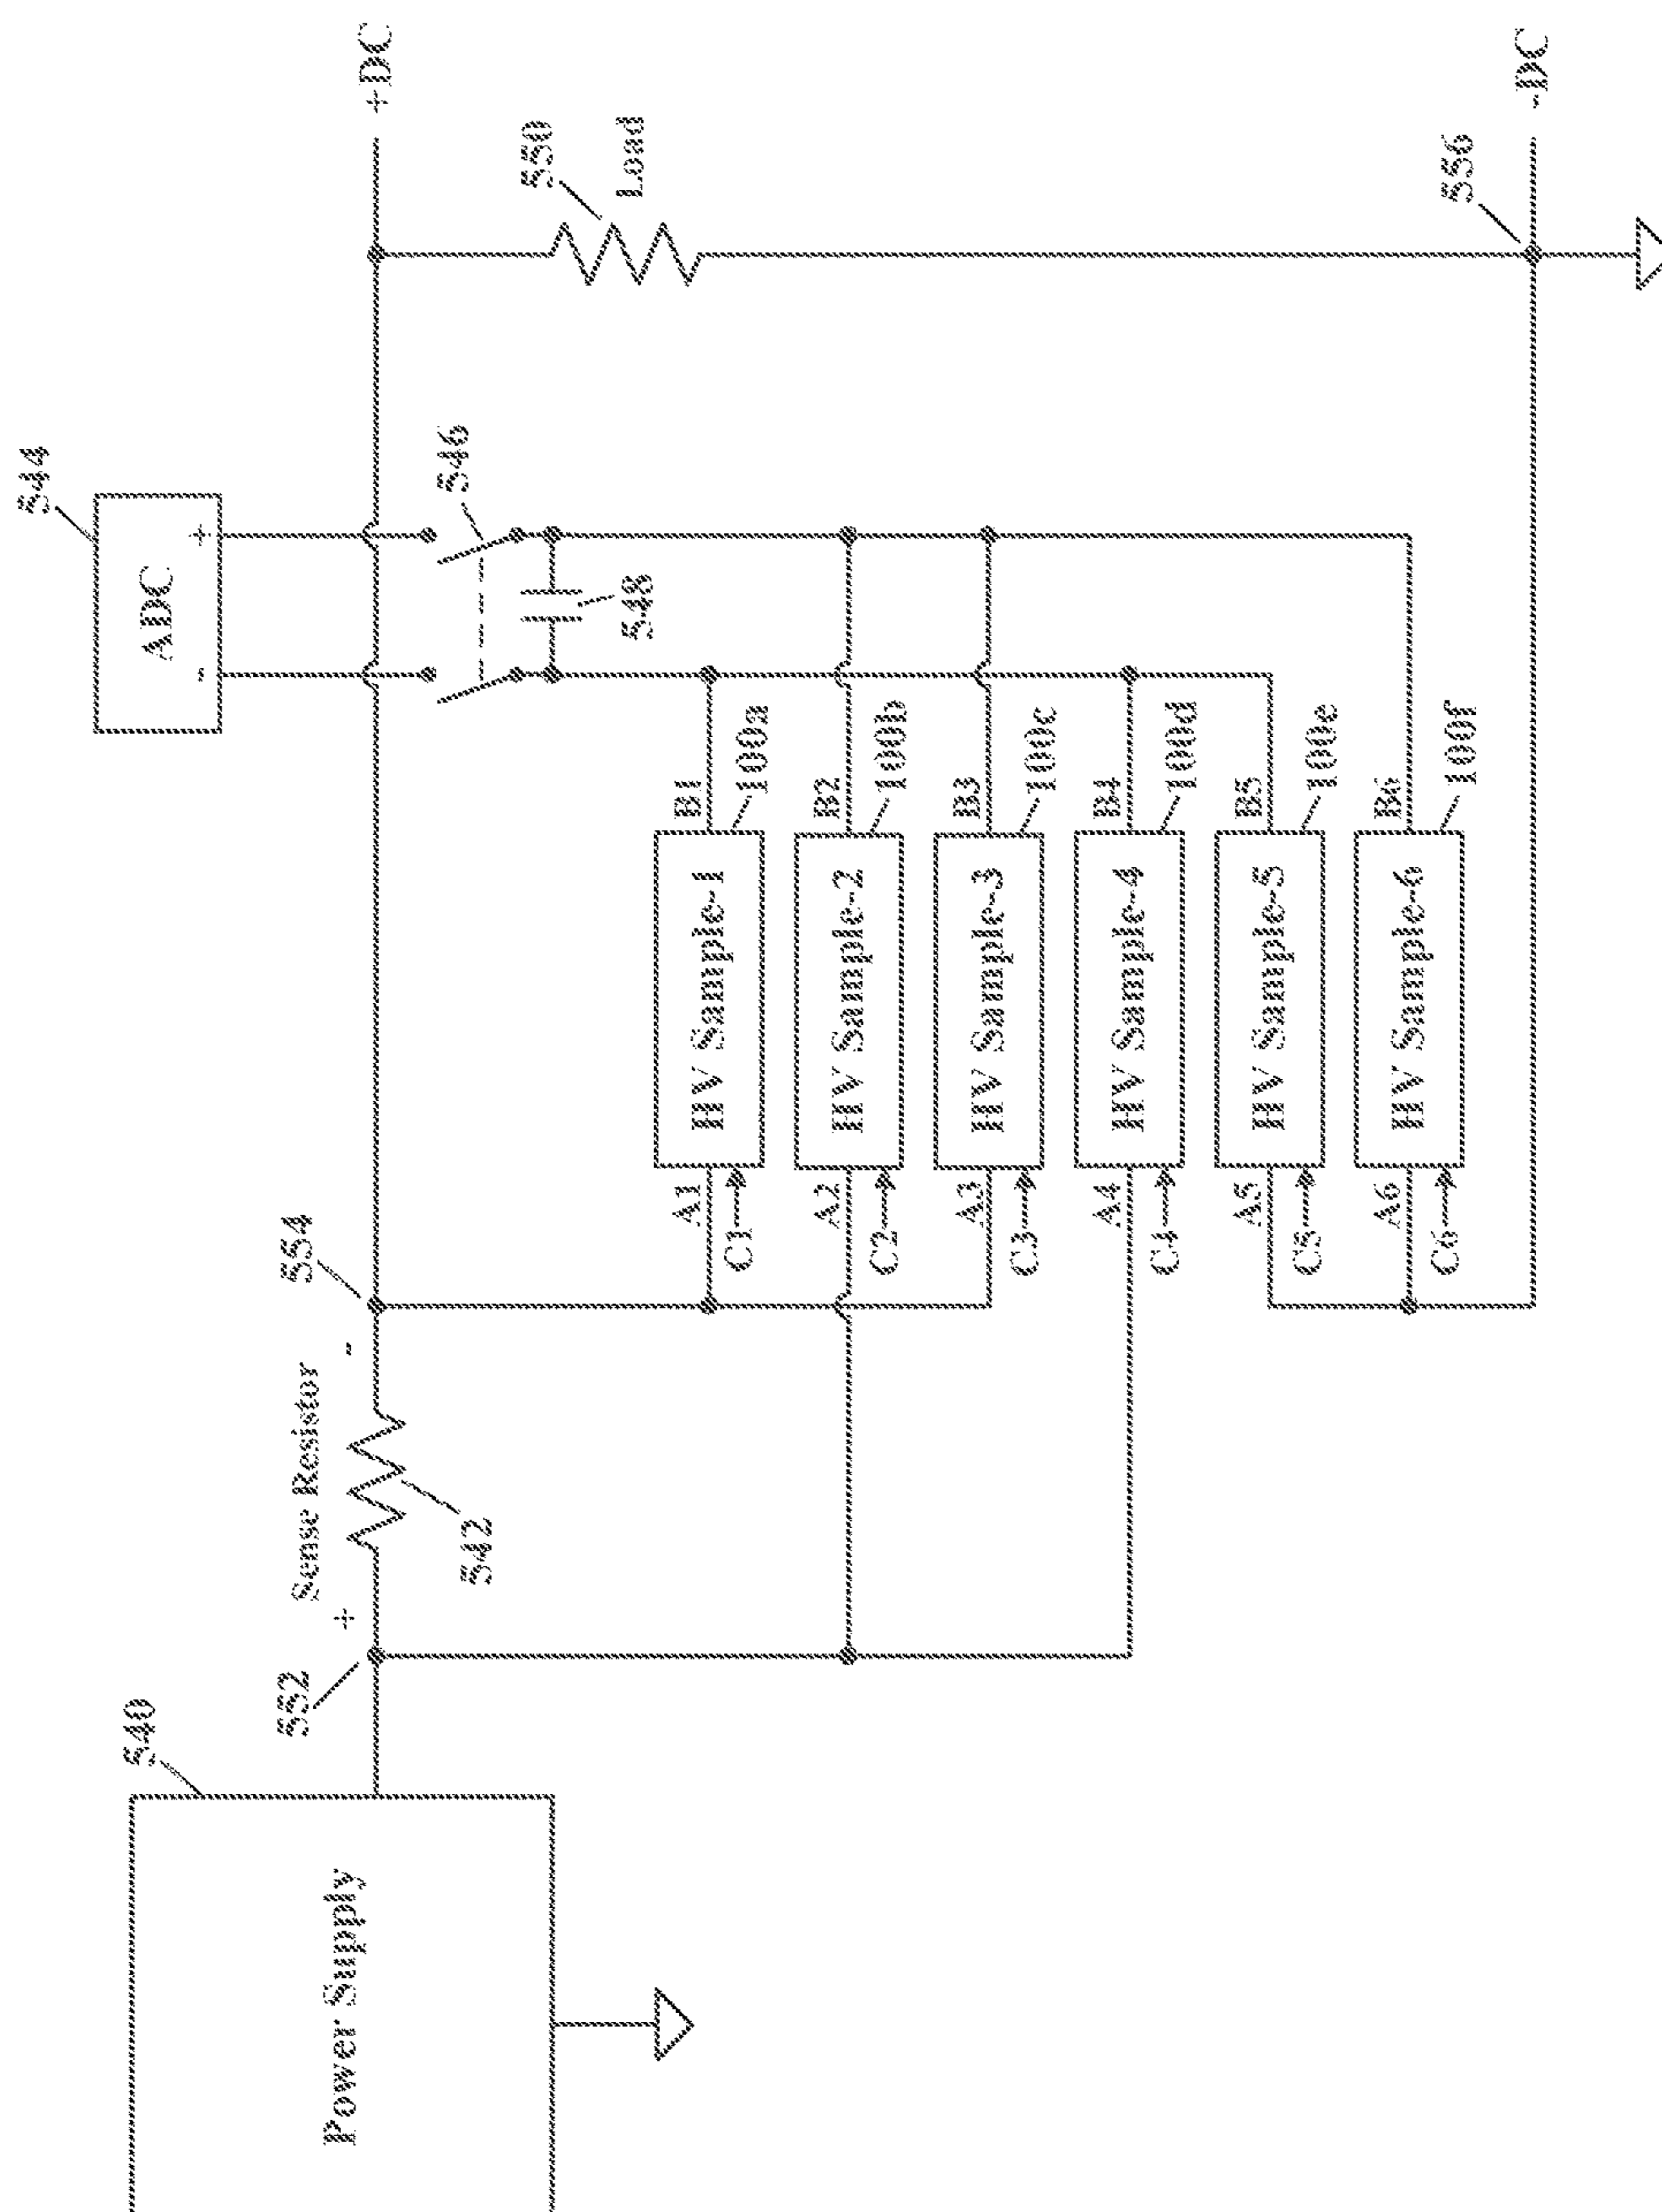 544
ADC
-
+
+DC
546
548
550
Load
540
Power Supply
552
+
Sense Resistor
-
542
554
A1
C1
HV Sample-1
B1
100a
A2
C2
HV Sample-2
B2
100b
A3
C3
HV Sample-3
B3
100c
A4
C4
HV Sample-4
B4
100d
A5
C5
HV Sample-5
B5
100e
A6
C6
HV Sample-6
B6
100f
556
-DC